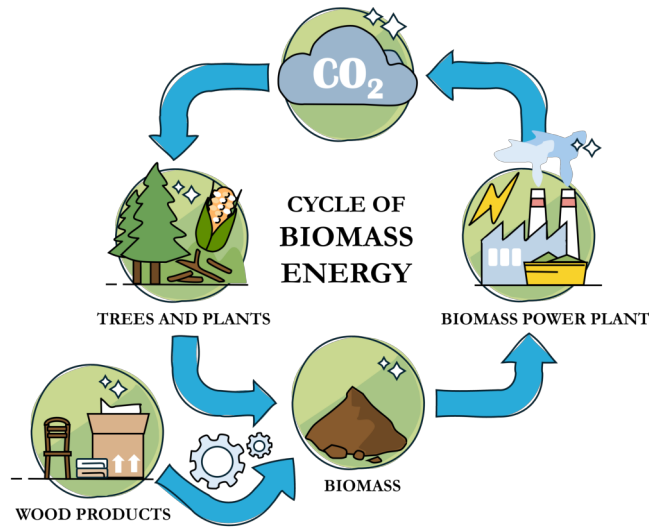 CO₂
CYCLE OF
BIOMASS
ENERGY
TREES AND PLANTS
BIOMASS POWER PLANT
BIOMASS
WOOD PRODUCTS